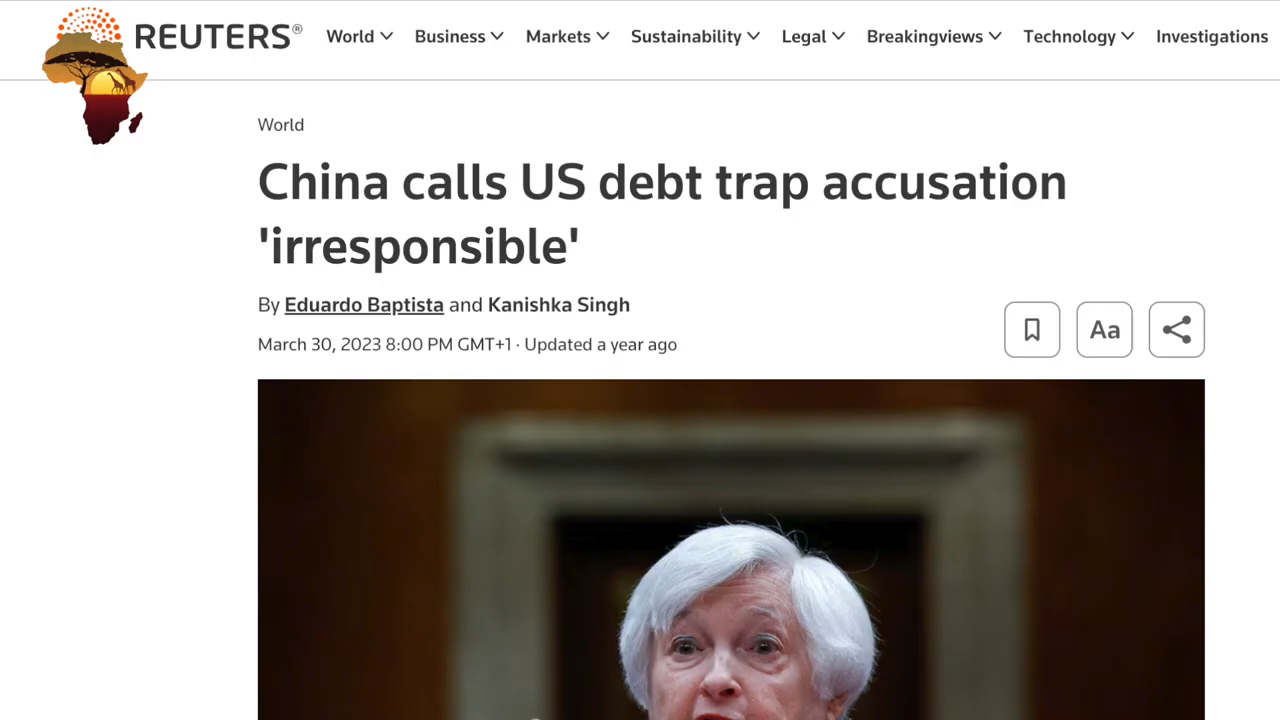 REUTERS® World Business Markets Sustainability Legal Breakingviews Technology Investigations
World
China calls US debt trap accusation
'irresponsible'
By Eduardo Baptista and Kanishka Singh
March 30, 2023 8:00 PM GMT+1 · Updated a year ago
Aa